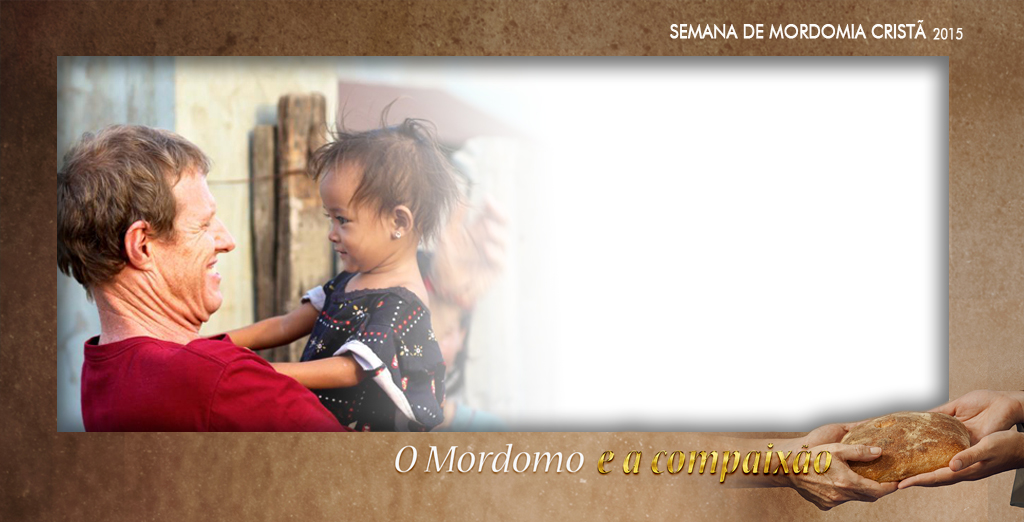 SEMANA DE MORDOMIA CRISTÃ 2015
O Mordomo e a compaixão